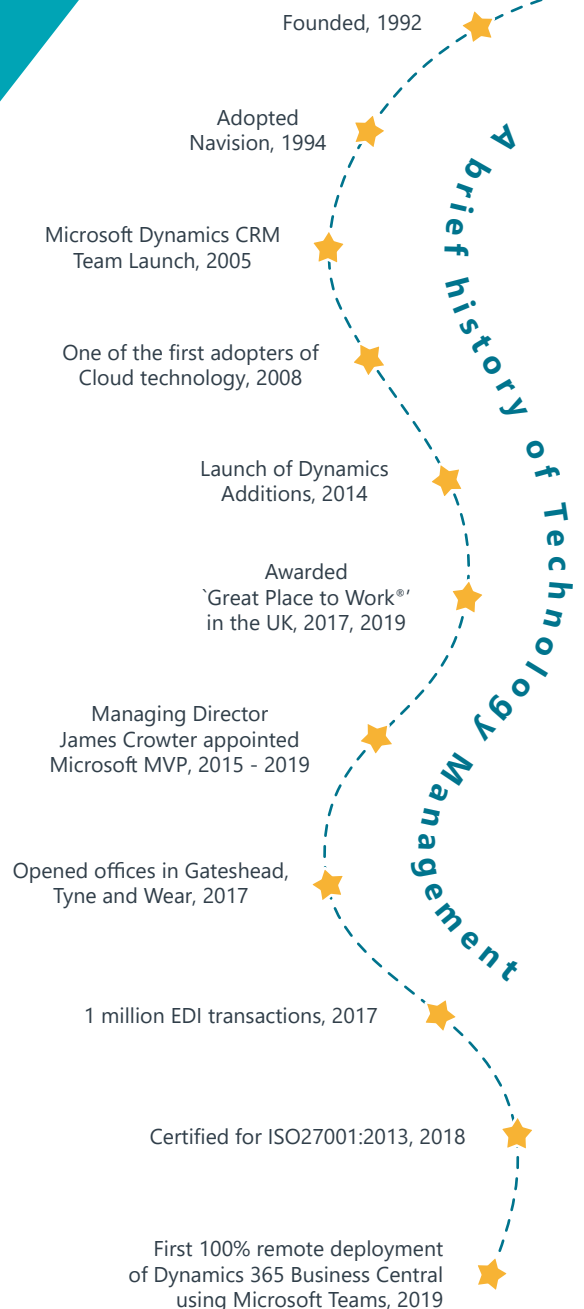 Founded, 1992
Adopted
Navision, 1994
A brief history of Technology Management
Microsoft Dynamics CRM
Team Launch, 2005
One of the first adopters of
Cloud technology, 2008
Launch of Dynamics
Additions, 2014
Awarded
`Great Place to Work®’
in the UK, 2017, 2019
Managing Director
James Crowter appointed
Microsoft MVP, 2015 - 2019
Opened offices in Gateshead,
Tyne and Wear, 2017
1 million EDI transactions, 2017
Certified for ISO27001:2013, 2018
First 100% remote deployment
of Dynamics 365 Business Central
using Microsoft Teams, 2019